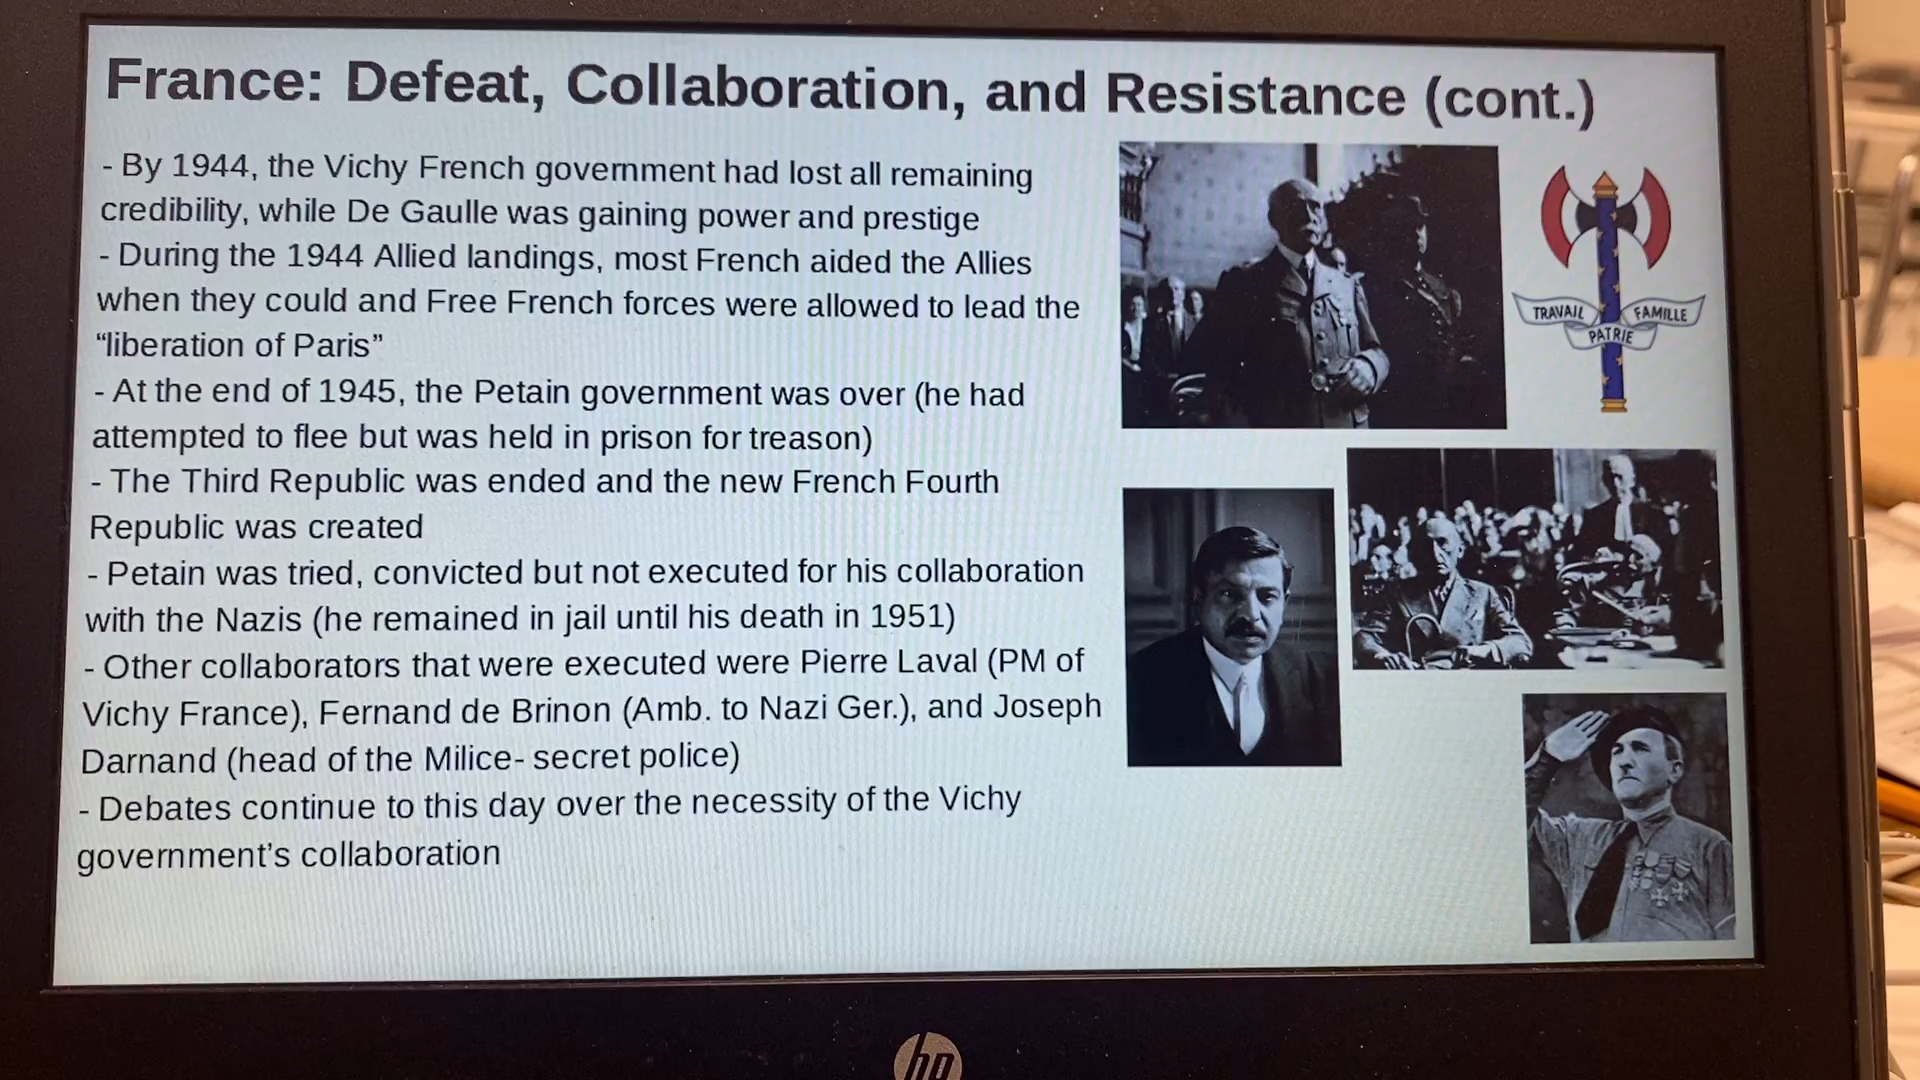 France: Defeat, Collaboration, and Resistance (cont.)
- By 1944, the Vichy French government had lost all remaining
credibility, while De Gaulle was gaining power and prestige
- During the 1944 Allied landings, most French aided the Allies
when they could and Free French forces were allowed to lead the
“liberation of Paris”
- At the end of 1945, the Petain government was over (he had
attempted to flee but was held in prison for treason)
- The Third Republic was ended and the new French Fourth
Republic was created
- Petain was tried, convicted but not executed for his collaboration
with the Nazis (he remained in jail until his death in 1951)
- Other collaborators that were executed were Pierre Laval (PM of
Vichy France), Fernand de Brinon (Amb. to Nazi Ger.), and Joseph
Darnand (head of the Milice- secret police)
- Debates continue to this day over the necessity of the Vichy
government’s collaboration
TRAVAIL
PATRIE
FAMILLE
hp